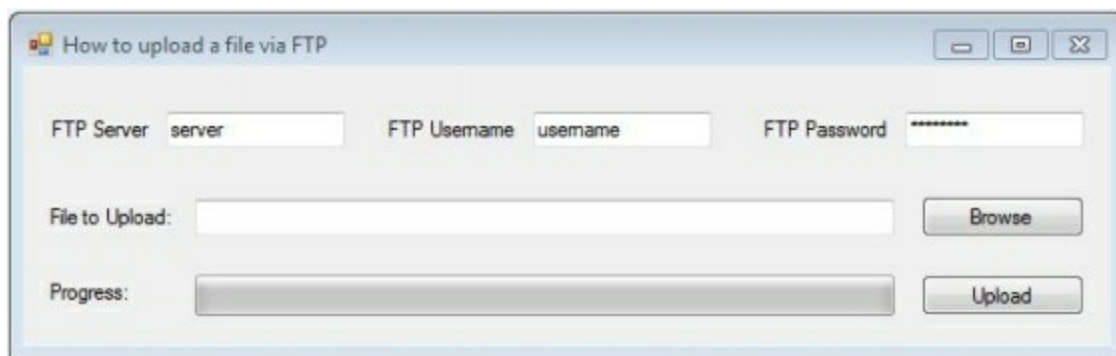 How to upload a file via FTP
FTP Server server FTP Username username FTP Password ********
File to Upload: Browse
Progress: Upload